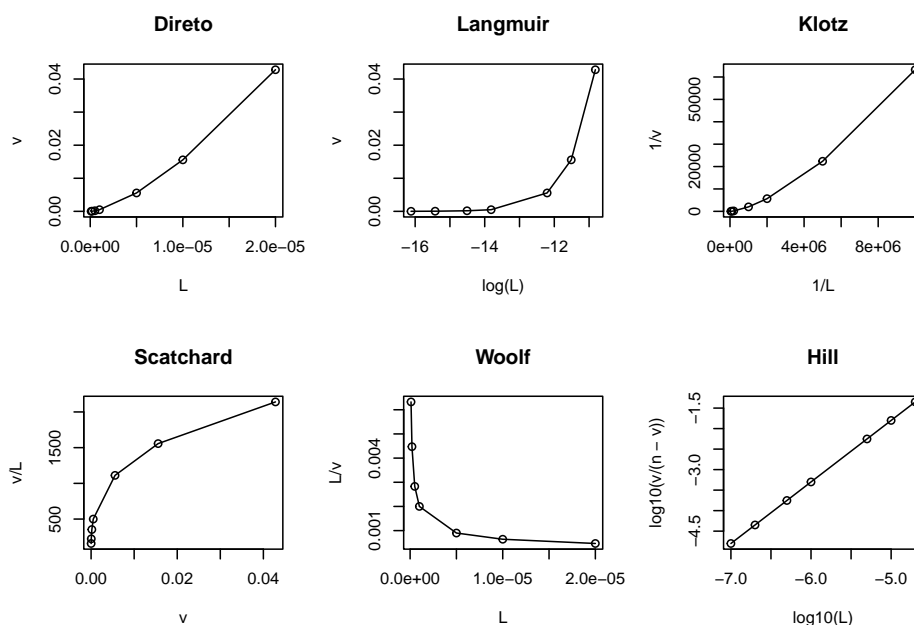 Direto
0.04
0.02
0.00
v
0.0e+00 1.0e−05 2.0e−05
L
Langmuir
0.04
0.02
0.00
v
−16 −14 −12
log(L)
Klotz
50000
20000
0
1/v
0e+00 4e+06 8e+06
1/L
Scatchard
1500
500
v/L
0.00 0.02 0.04
v
Woolf
0.004
0.001
L/v
0.0e+00 1.0e−05 2.0e−05
L
Hill
−1.5
−3.0
−4.5
log10(v/(n − v))
−7.0 −6.0 −5.0
log10(L)